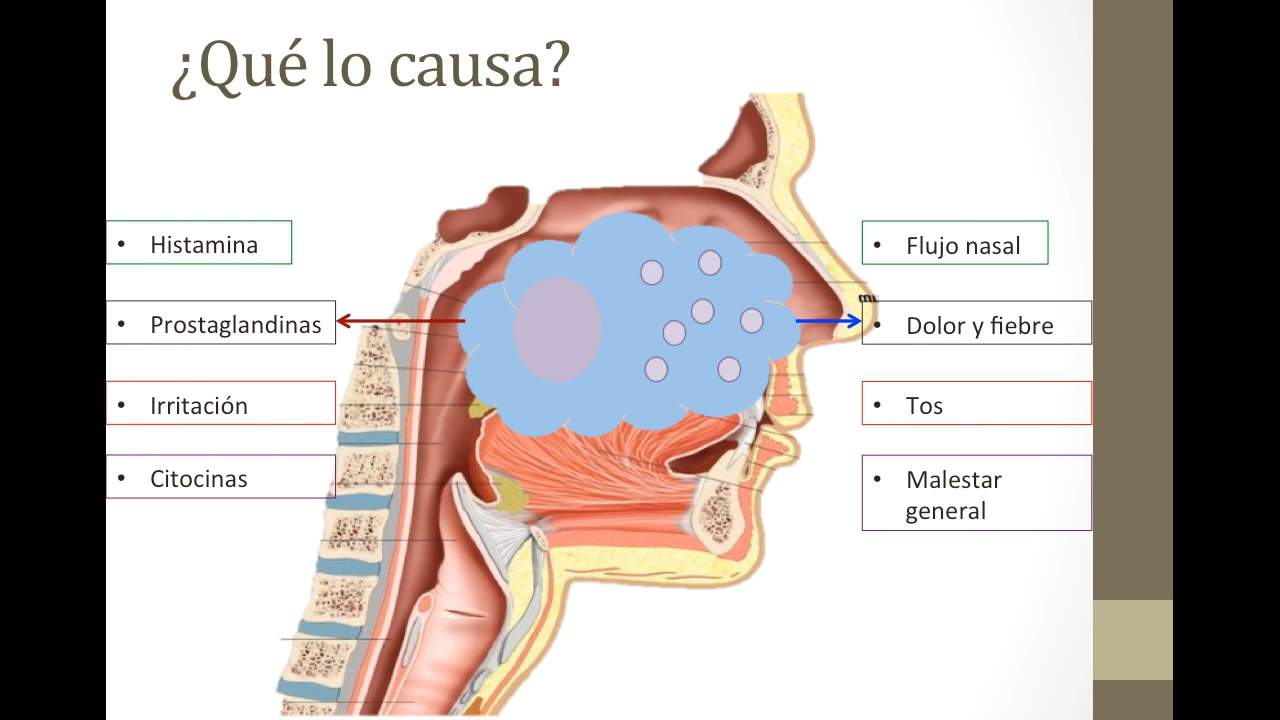 ¿Qué lo causa?
• Histamina
• Prostaglandinas
• Irritación
• Citocinas
• Flujo nasal
• Dolor y fiebre
• Tos
• Malestar
general